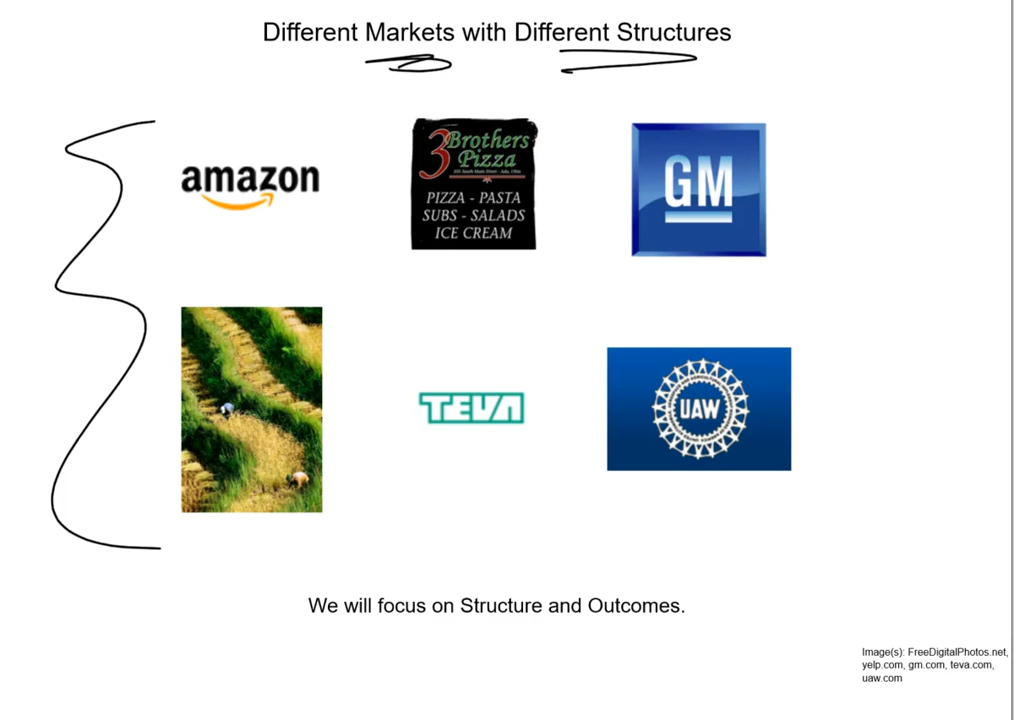 Different Markets with Different Structures
amazon
3 Brothers
Pizza
PIZZA - PASTA
SUBS - SALADS
ICE CREAM
GM
TEVA
UAW
We will focus on Structure and Outcomes.
Image(s): FreeDigitalPhotos.net,
yelp.com, gm.com, teva.com,
uaw.com